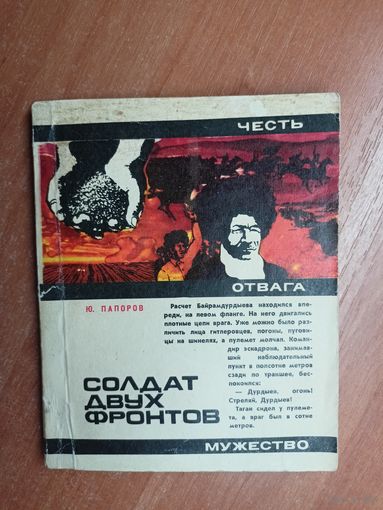 ЧЕСТЬ
ОТВАГА
Ю. ПАПОРОВ
Расчет Байрамдурдыева находился впе-
реди, на левом фланге. На него двигались
плотные цепи врага. Уже можно было раз-
личить лица гитлеровцев, погоны, пугови-
цы на шинелях, а пулемет молчал. Коман-
дир эскадрона, занимав-
ший наблюдательный
пункт в полсотне метров
сзади по траншее, бес-
покоился:
— Дурдыев, огонь!
Стреляй, Дурдыев!
Таган сидел у пулеме-
та, а враг был в сотне
метров.
СОЛДАТ
ДВУХ
ФРОНТОВ
МУЖЕСТВО